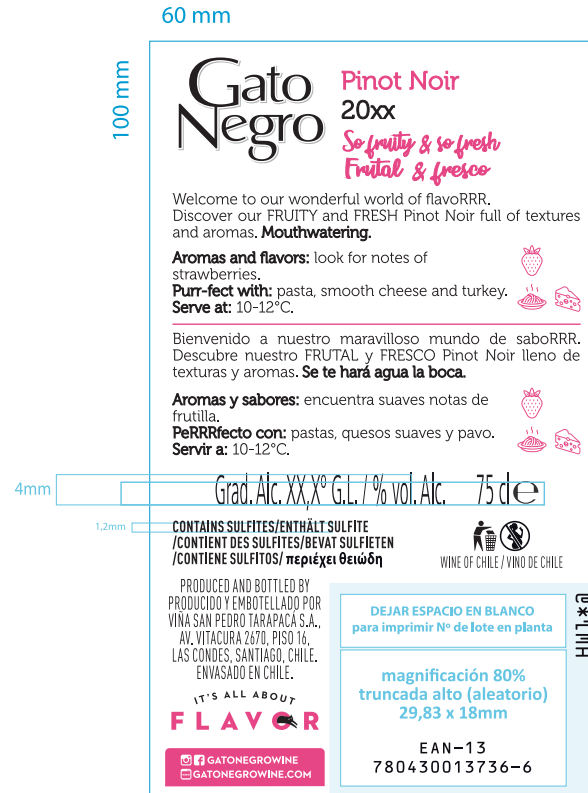 60 mm
100 mm
Gato
Negro
Pinot Noir
20xx
So fruity & so fresh
Frutal & fresco
Welcome to our wonderful world of flavoRRR.
Discover our FRUITY and FRESH Pinot Noir full of textures
and aromas. Mouthwatering.
Aromas and flavors: look for notes of
strawberries.
Purr-fect with: pasta, smooth cheese and turkey.
Serve at: 10-12°C.
Bienvenido a nuestro maravilloso mundo de saboRRR.
Descubre nuestro FRUTAL y FRESCO Pinot Noir lleno de
texturas y aromas. Se te hará agua la boca.
Aromas y sabores: encuentra suaves notas de
frutilla.
PeRRRfecto con: pastas, quesos suaves y pavo.
Servir a: 10-12°C.
4mm
Grad. Alc. XX,X° G.L. / % vol. Alc. 75 cl e
1,2mm
CONTAINS SULFITES/ENTHÄLT SULFITE
/CONTIENT DES SULFITES/BEVAT SULFIETEN
/CONTIENE SULFITOS/ περιέχει θειώδη
WINE OF CHILE / VINO DE CHILE
PRODUCED AND BOTTLED BY
PRODUCIDO Y EMBOTELLADO POR
VIÑA SAN PEDRO TARAPACÁ S.A.,
AV. VITACURA 2670, PISO 16,
LAS CONDES, SANTIAGO, CHILE.
ENVASADO EN CHILE.
IT'S ALL ABOUT
FLAVOR
GATONEGROWINE
GATONEGROWINE.COM
DEJAR ESPACIO EN BLANCO
para imprimir Nº de lote en planta
magnificación 80%
truncada alto (aleatorio)
29,83 x 18mm
EAN-13
780430013736-6